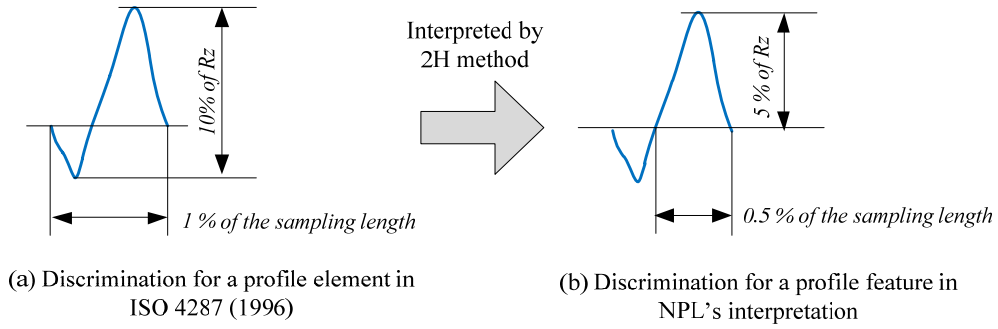 10% of Rz
1 % of the sampling length
(a) Discrimination for a profile element in
ISO 4287 (1996)
Interpreted by
2H method
5 % of Rz
0.5 % of the sampling length
(b) Discrimination for a profile feature in
NPL's interpretation